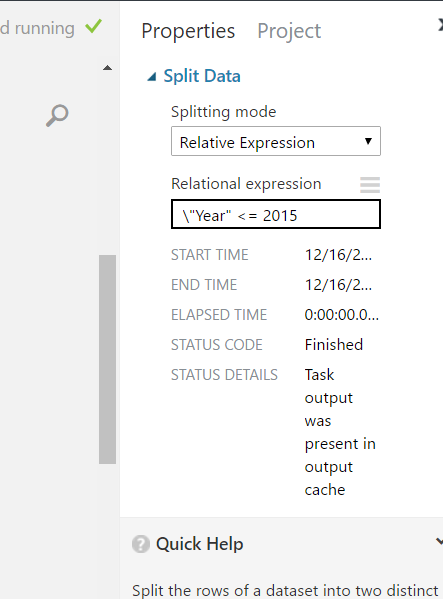 d running
Properties Project
Split Data
Splitting mode
Relative Expression
Relational expression
\"Year" <= 2015
START TIME 12/16/2...
END TIME 12/16/2...
ELAPSED TIME 0:00:00.0...
STATUS CODE Finished
STATUS DETAILS Task
output
was
present in
output
cache
? Quick Help
Split the rows of a dataset into two distinct